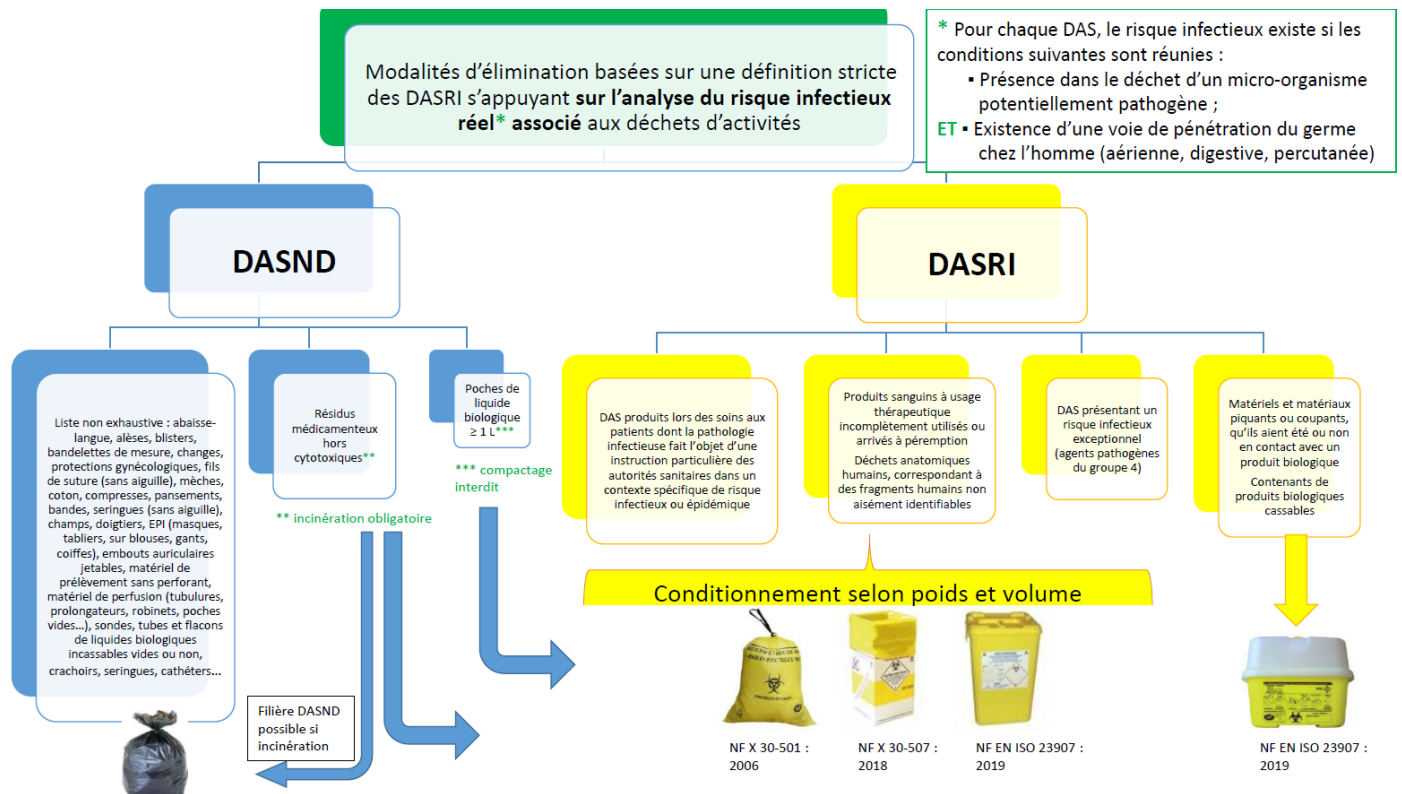 Modalités d’élimination basées sur une définition stricte
des DASRI s’appuyant sur l’analyse du risque infectieux
réel* associé aux déchets d’activités
* Pour chaque DAS, le risque infectieux existe si les
conditions suivantes sont réunies :
▪ Présence dans le déchet d’un micro-organisme
potentiellement pathogène ;
ET ▪ Existence d’une voie de pénétration du germe
chez l’homme (aérienne, digestive, percutanée)
DASND
DASRI
Liste non exhaustive : abaisse-
langue, alèses, blisters,
bandelettes de mesure, changes,
protections gynécologiques, fils
de suture (sans aiguille), mèches,
coton, compresses, pansements,
bandes, seringues (sans aiguille),
champs, doigtiers, EPI (masques,
tabliers, sur blouses, gants,
coiffes), embouts auriculaires
jetables, matériel de
prélèvement sans perforant,
matériel de perfusion (tubulures,
prolongateurs, robinets, poches
vides...), sondes, tubes et flacons
de liquides biologiques
incassables vides ou non,
crachoirs, seringues, cathéters...
Résidus
médicamenteux
hors
cytotoxiques**
** incinération obligatoire
Poches de
liquide
biologique
≥ 1 L***
*** compactage
interdit
DAS produits lors des soins aux
patients dont la pathologie
infectieuse fait l’objet d’une
instruction particulière des
autorités sanitaires dans un
contexte spécifique de risque
infectieux ou épidémique
Produits sanguins à usage
thérapeutique
incomplètement utilisés ou
arrivés à péremption
Déchets anatomiques
humains, correspondant à
des fragments humains non
aisément identifiables
DAS présentant un
risque infectieux
exceptionnel
(agents pathogènes
du groupe 4)
Matériels et matériaux
piquants ou coupants,
qu’ils aient été ou non
en contact avec un
produit biologique
Contenants de
produits biologiques
cassables
Conditionnement selon poids et volume
Filière DASND
possible si
incinération
NF X 30-501 :
2006
NF X 30-507 :
2018
NF EN ISO 23907 :
2019
NF EN ISO 23907 :
2019